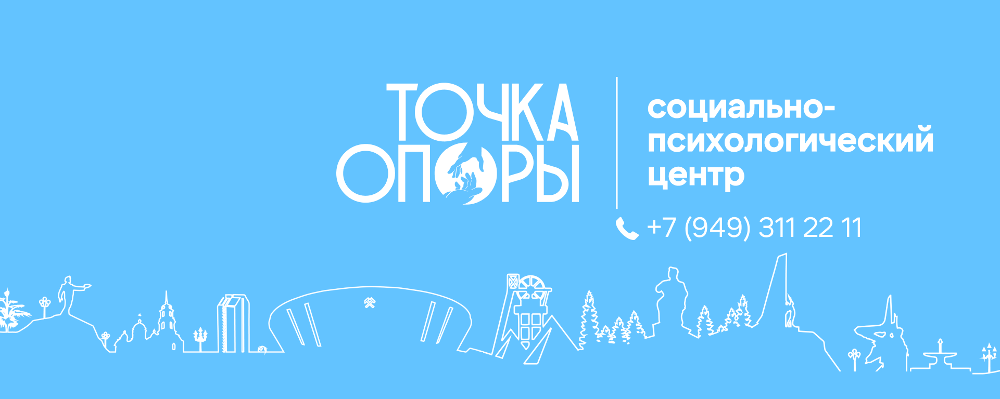 ТОЧКА
ОПОРЫ
социально-
психологический
центр
+7 (949) 311 22 11